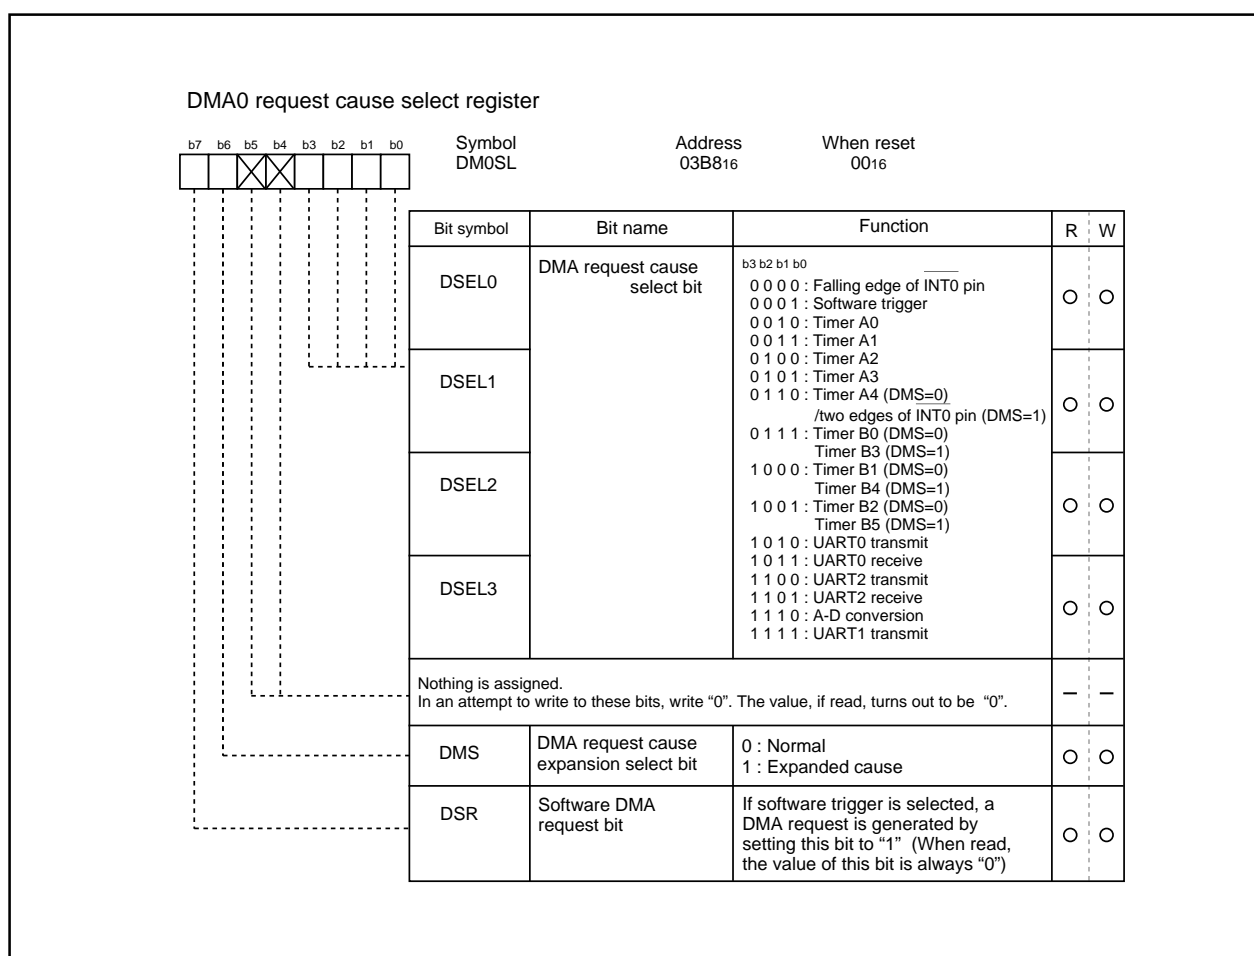 DMA0 request cause select register
b7 b6 b5 b4 b3 b2 b1 b0
Symbol Address When reset
DM0SL 03B816 0016
Bit symbol Bit name Function R W
DSEL0 DMA request cause select bit
b3 b2 b1 b0
0 0 0 0 : Falling edge of INT0 pin
0 0 0 1 : Software trigger
0 0 1 0 : Timer A0
0 0 1 1 : Timer A1
DSEL1
0 1 0 0 : Timer A2
0 1 0 1 : Timer A3
0 1 1 0 : Timer A4 (DMS=0)
/two edges of INT0 pin (DMS=1)
0 1 1 1 : Timer B0 (DMS=0)
Timer B3 (DMS=1)
DSEL2
1 0 0 0 : Timer B1 (DMS=0)
Timer B4 (DMS=1)
1 0 0 1 : Timer B2 (DMS=0)
Timer B5 (DMS=1)
1 0 1 0 : UART0 transmit
1 0 1 1 : UART0 receive
DSEL3
1 1 0 0 : UART2 transmit
1 1 0 1 : UART2 receive
1 1 1 0 : A-D conversion
1 1 1 1 : UART1 transmit
Nothing is assigned.
In an attempt to write to these bits, write “0”. The value, if read, turns out to be “0”.
DMS
DMA request cause
expansion select bit
0 : Normal
1 : Expanded cause
DSR
Software DMA
request bit
If software trigger is selected, a
DMA request is generated by
setting this bit to “1” (When read,
the value of this bit is always “0”)